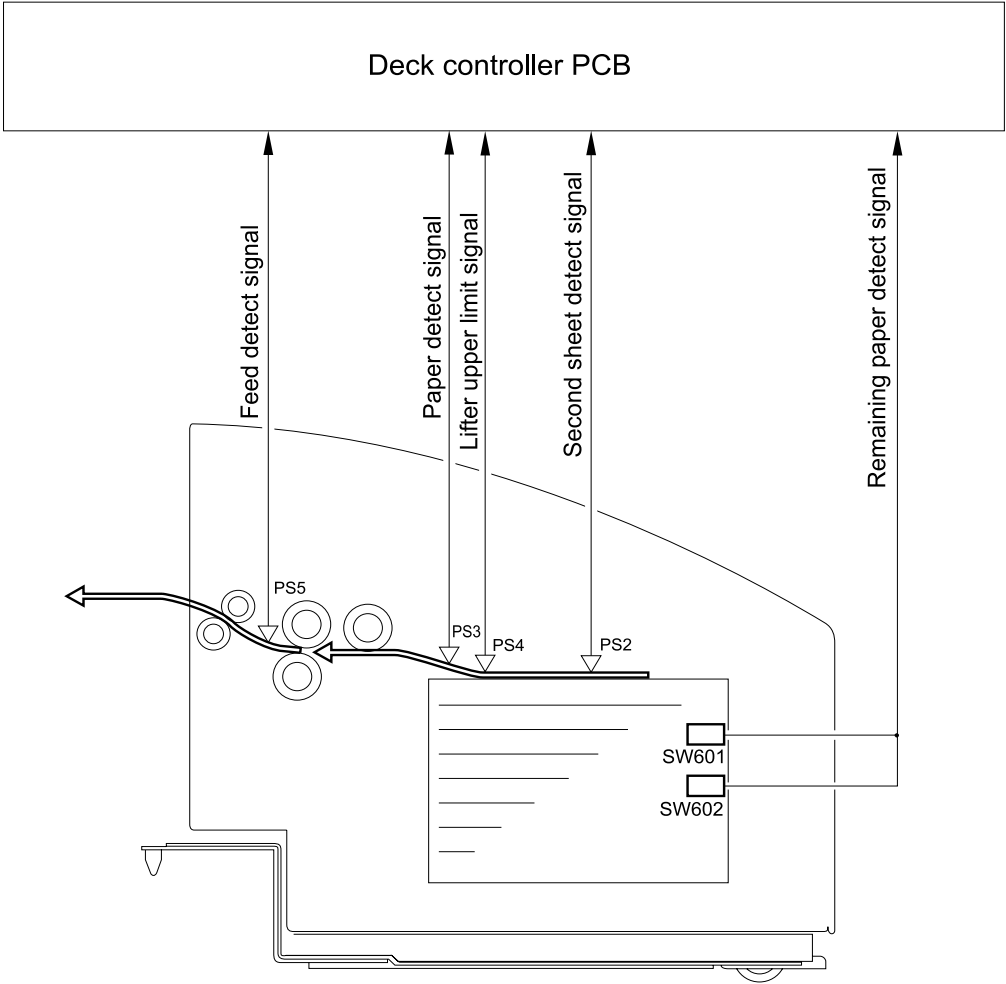 Deck controller PCB
Feed detect signal
Paper detect signal
Lifter upper limit signal
Second sheet detect signal
Remaining paper detect signal
PS5
PS3
PS4
PS2
SW601
SW602